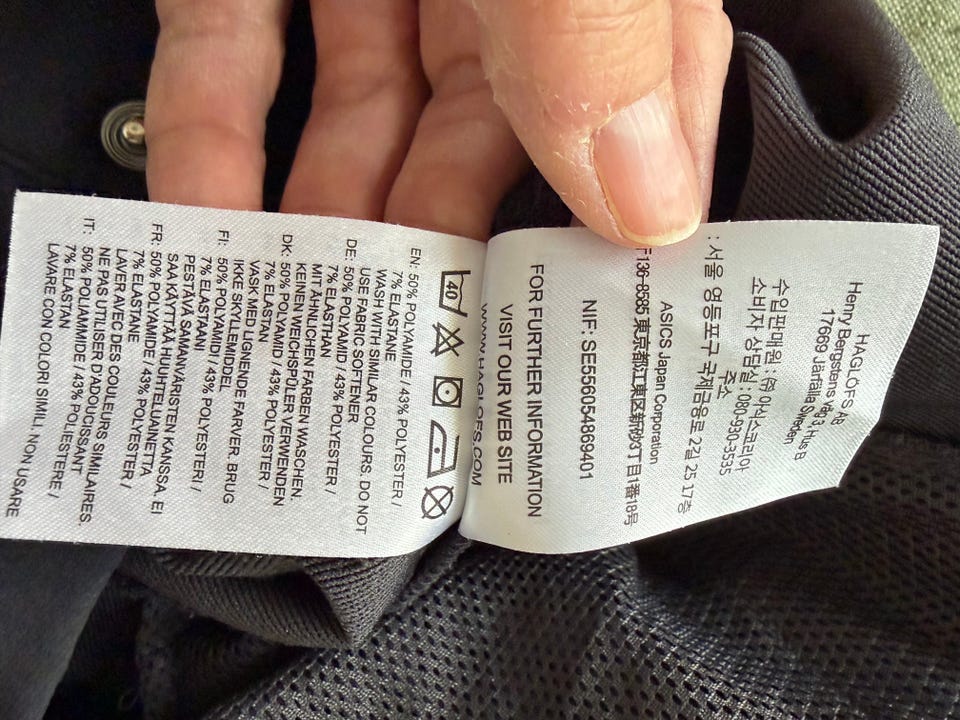 HAGLÖFS AB
Henny Bergstens väg 3, Hus B
17669 Järfälla Sweden
수입판매원 : (주) 아식스코리아
소비자 상담실 : 080-930-3535
주소
: 서울 영등포구 국제금융로 2길 25 17층
ASICS Japan Corporation
〒136-8585 東京都江東区新砂3丁目1番18号
NIF: SE556054869401
FOR FURTHER INFORMATION
VISIT OUR WEB SITE
WWW.HAGLOFS.COM
40
EN: 50% POLYAMIDE / 43% POLYESTER /
7% ELASTANE
WASH WITH SIMILAR COLOURS. DO NOT
USE FABRIC SOFTENER
DE: 50% POLYAMID / 43% POLYESTER /
7% ELASTHAN
MIT ÄHNLICHEN FARBEN WASCHEN.
KEINEN WEICHSPÜLER VERWENDEN
DK: 50% POLYAMID / 43% POLYESTER /
7% ELASTAN
VASK MED LIGNENDE FARVER. BRUG
IKKE SKYLLEMIDDEL
FI: 50% POLYAMIDI / 43% POLYESTERI /
7% ELASTAANI
PESTÄVÄ SAMANVÄRISTEN KANSSA. EI
SAA KÄYTTÄÄ HUUHTELUAINETTA
FR: 50% POLYAMIDE / 43% POLYESTER /
7% ELASTANE
LAVER AVEC DES COULEURS SIMILAIRES.
NE PAS UTILISER D'ADOUCISSANT
IT: 50% POLIAMMIDE / 43% POLIESTERE /
7% ELASTAN
LAVARE CON COLORI SIMILI. NON USARE